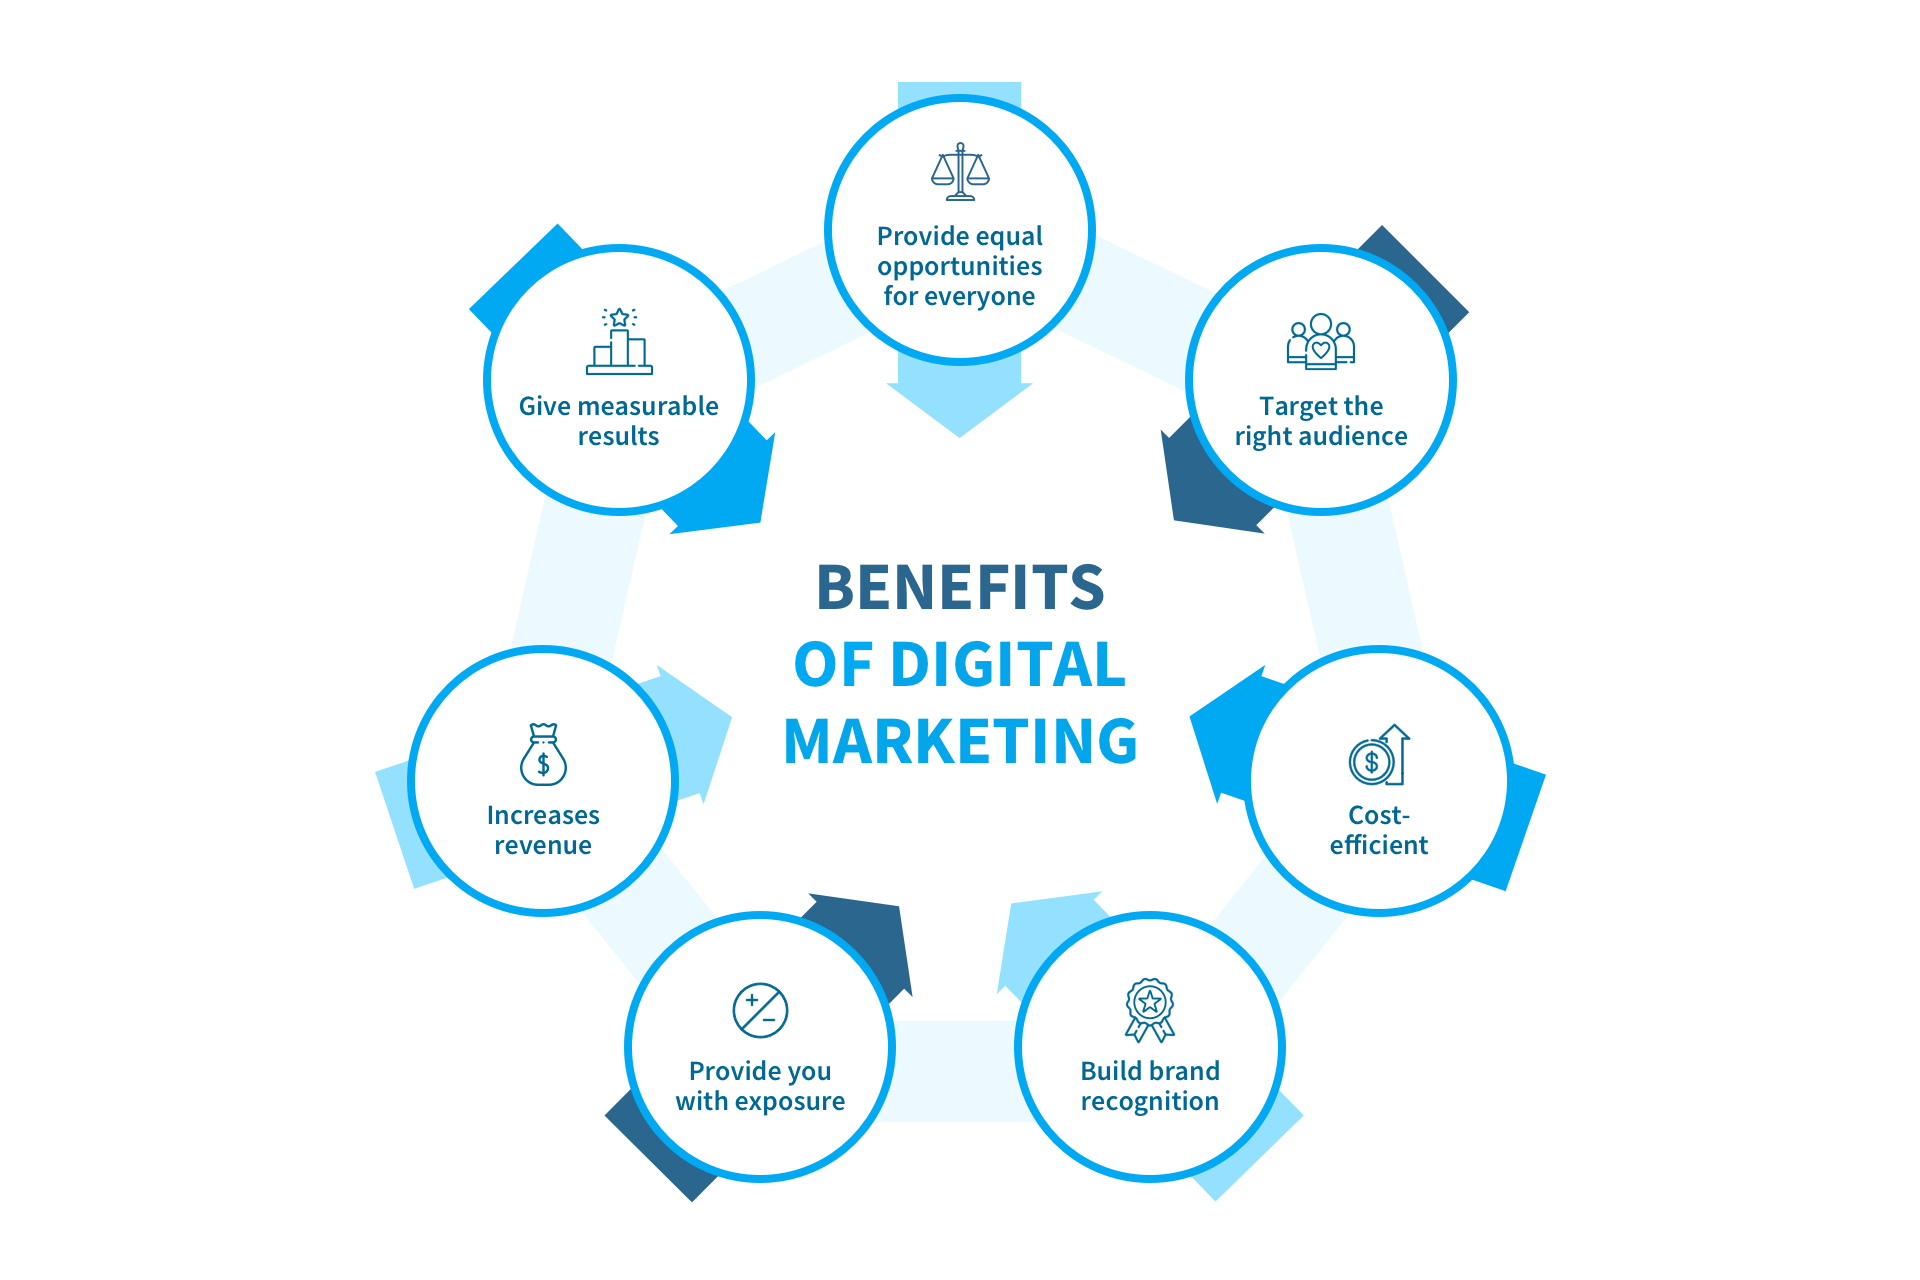 Provide equal
opportunities
for everyone
Target the
right audience
Cost-
efficient
Build brand
recognition
Provide you
with exposure
Increases
revenue
Give measurable
results
BENEFITS
OF DIGITAL
MARKETING